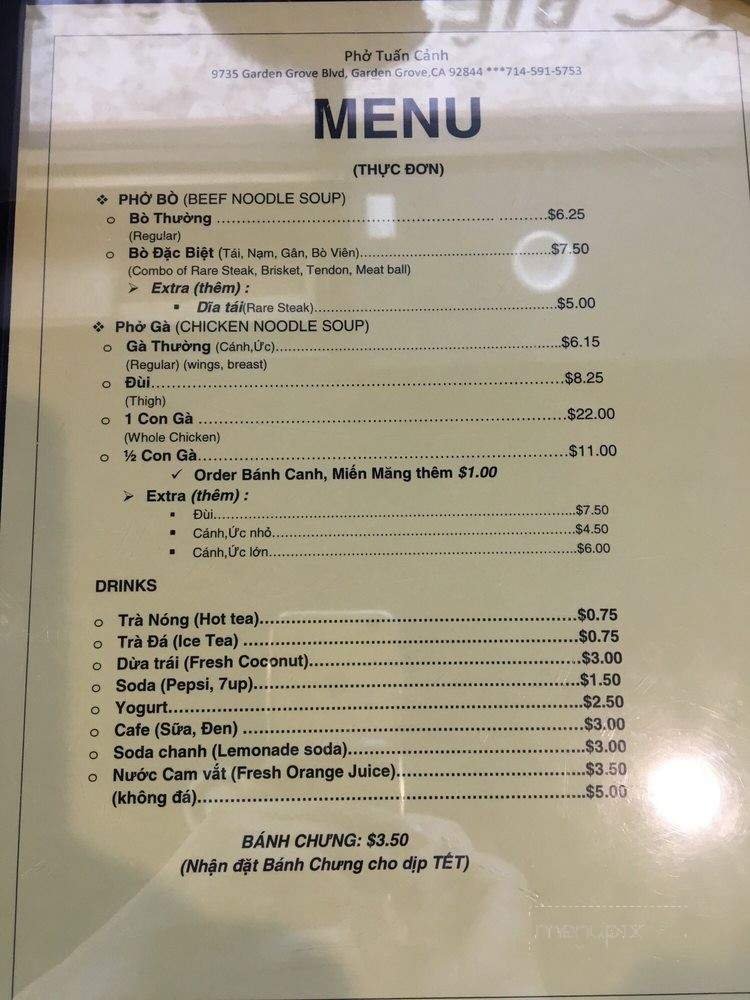 Phở Tuấn Cảnh
9735 Garden Grove Blvd, Garden Grove,CA 92844 ***714-591-5753
MENU
(THỰC ĐƠN)
❖ PHỞ BÒ (BEEF NOODLE SOUP)
o Bò Thường ........................................................... ..........$6.25
(Regular)
o Bò Đặc Biệt (Tái, Nạm, Gân, Bò Viên)..........................................$7.50
(Combo of Rare Steak, Brisket, Tendon, Meat ball)
➢ Extra (thêm) :
▪ Dĩa tái(Rare Steak)......................................................$5.00
❖ Phở Gà (CHICKEN NOODLE SOUP)
o Gà Thường (Cánh,Ức)...............................................................$6.15
(Regular) (wings, breast)
o Đùi.............................................................................................$8.25
(Thigh)
o 1 Con Gà ...................................................................................$22.00
(Whole Chicken)
o ½ Con Gà....................................................................................$11.00
✓ Order Bánh Canh, Miến Măng thêm $1.00
➢ Extra (thêm) :
▪ Đùi.......................................................................................$7.50
▪ Cánh,Ức nhỏ.........................................................................$4.50
▪ Cánh,Ức lớn..........................................................................$6.00
DRINKS
o Trà Nóng (Hot tea)....................................................................$0.75
o Trà Đá (Ice Tea) ........................................................................$0.75
o Dừa trái (Fresh Coconut)...........................................................$3.00
o Soda (Pepsi, 7up).......................................................................$1.50
o Yogurt.........................................................................................$2.50
o Cafe (Sữa, Đen) .........................................................................$3.00
o Soda chanh (Lemonade soda)....................................................$3.00
o Nước Cam vắt (Fresh Orange Juice)..........................................$3.50
(không đá)....................................................................................$5.00
BÁNH CHƯNG: $3.50
(Nhận đặt Bánh Chưng cho dịp TẾT)
menupix